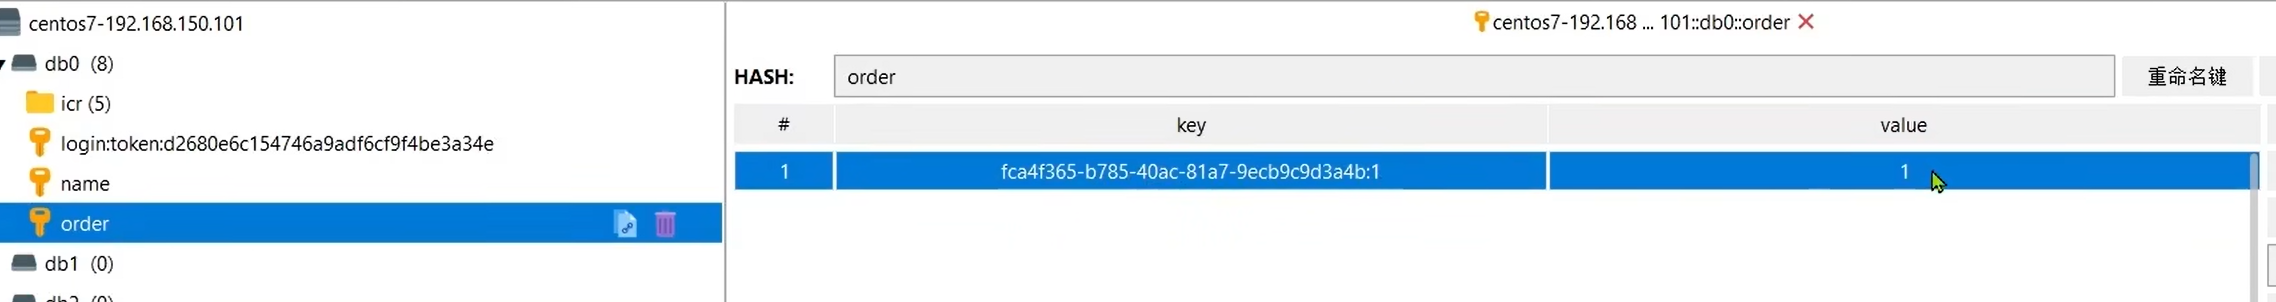 centos7-192.168.150.101
db0 (8)
icr (5)
login:token:d2680e6c154746a9adf6cf9f4be3a34e
name
order
db1 (0)
db2 (0)
centos7-192.168 ... 101::db0::order
HASH: order 重命名键
# key value
1 fca4f365-b785-40ac-81a7-9ecb9c9d3a4b:1 1